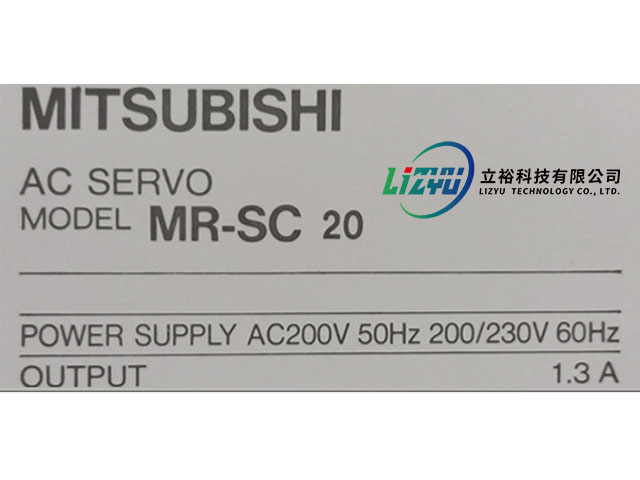 MITSUBISHI
LIZYU
立裕科技有限公司
LIZYU TECHNOLOGY CO., LTD.
AC SERVO
MODEL MR-SC 20
POWER SUPPLY AC200V 50Hz 200/230V 60Hz
OUTPUT 1.3 A